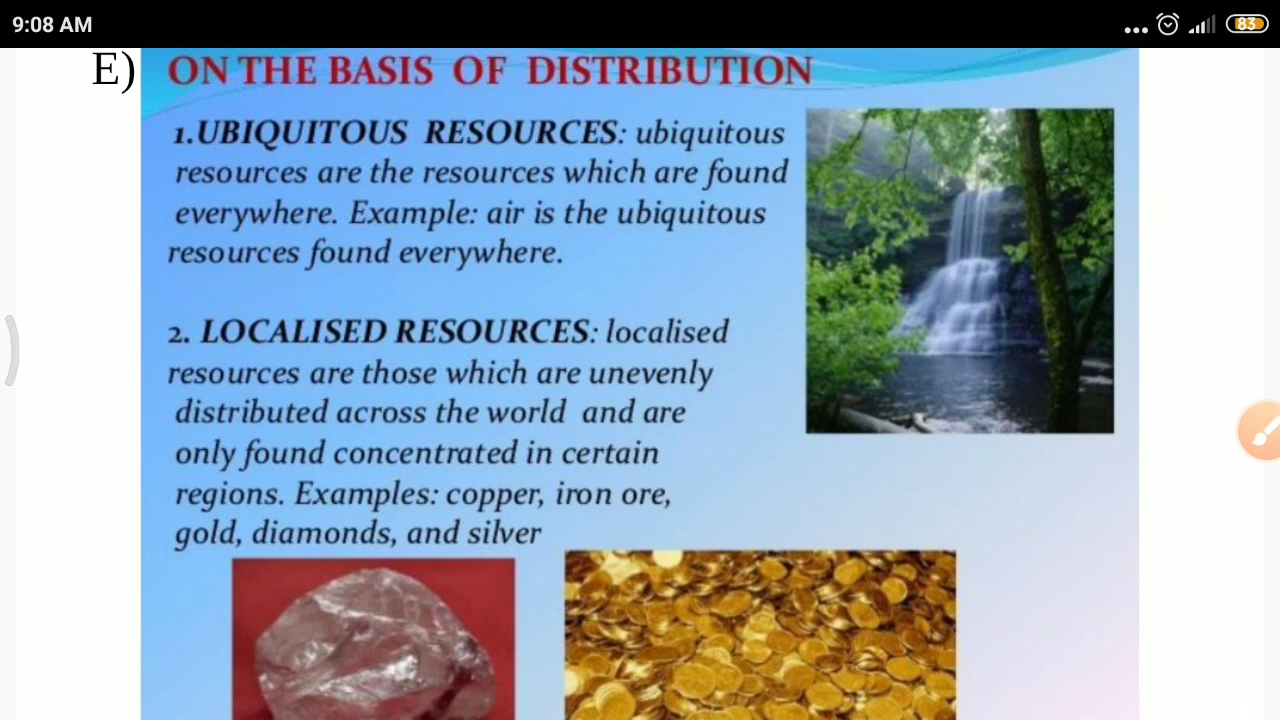 9:08 AM
83
E)
ON THE BASIS OF DISTRIBUTION
1.UBIQUITOUS RESOURCES: ubiquitous
resources are the resources which are found
everywhere. Example: air is the ubiquitous
resources found everywhere.
2. LOCALISED RESOURCES: localised
resources are those which are unevenly
distributed across the world and are
only found concentrated in certain
regions. Examples: copper, iron ore,
gold, diamonds, and silver